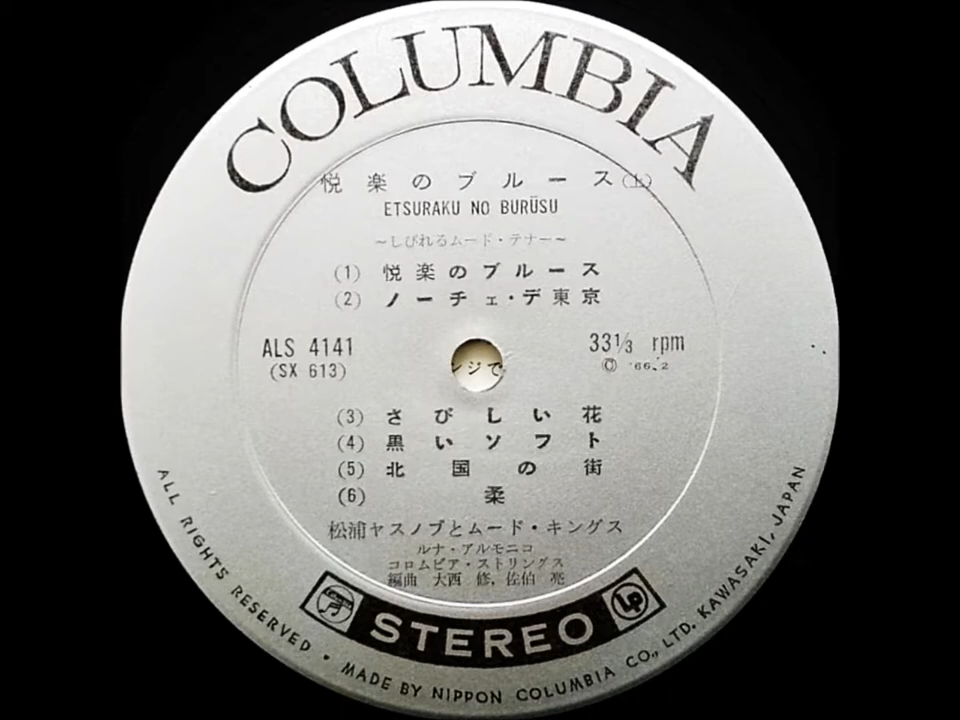 COLUMBIA
悦楽のブルース(上)
ETSURAKU NO BURŪSU
~しびれるムード・テナー~
(1) 悦楽のブルース
(2) ノーチェ・デ東京
ALS 4141
(SX 613)
33⅓ rpm
Ⓒ '66.2
ンジで
(3) さびしい花
(4) 黒いソフト
(5) 北国の街
(6) 柔
松浦ヤスノブとムード・キングス
ルナ・アルモニコ
コロムビア・ストリングス
編曲 大西 修,佐伯 亮
STEREO
LP
ALL RIGHTS RESERVED • MADE BY NIPPON COLUMBIA CO., LTD. KAWASAKI, JAPAN